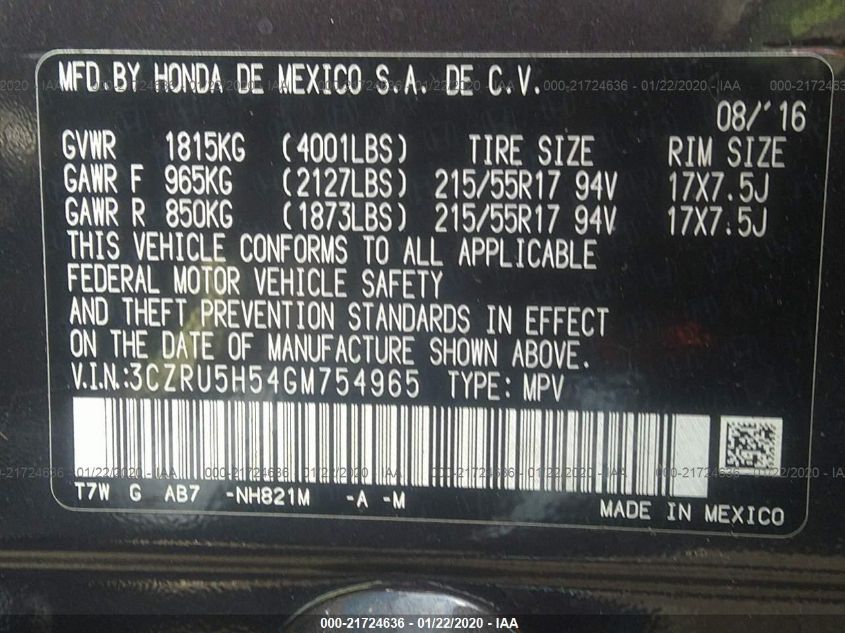 MFD.BY HONDA DE MEXICO S.A. DE C.V.
08/'16
GVWR 1815KG (4001LBS) TIRE SIZE RIM SIZE
GAWR F 965KG (2127LBS) 215/55R17 94V 17X7.5J
GAWR R 850KG (1873LBS) 215/55R17 94V 17X7.5J
THIS VEHICLE CONFORMS TO ALL APPLICABLE
FEDERAL MOTOR VEHICLE SAFETY
AND THEFT PREVENTION STANDARDS IN EFFECT
ON THE DATE OF MANUFACTURE SHOWN ABOVE.
V.I.N.:3CZRU5H54GM754965 TYPE: MPV
T7W G AB7 -NH821M -A -M
MADE IN MEXICO
000-21724636 - 01/22/2020 - IAA